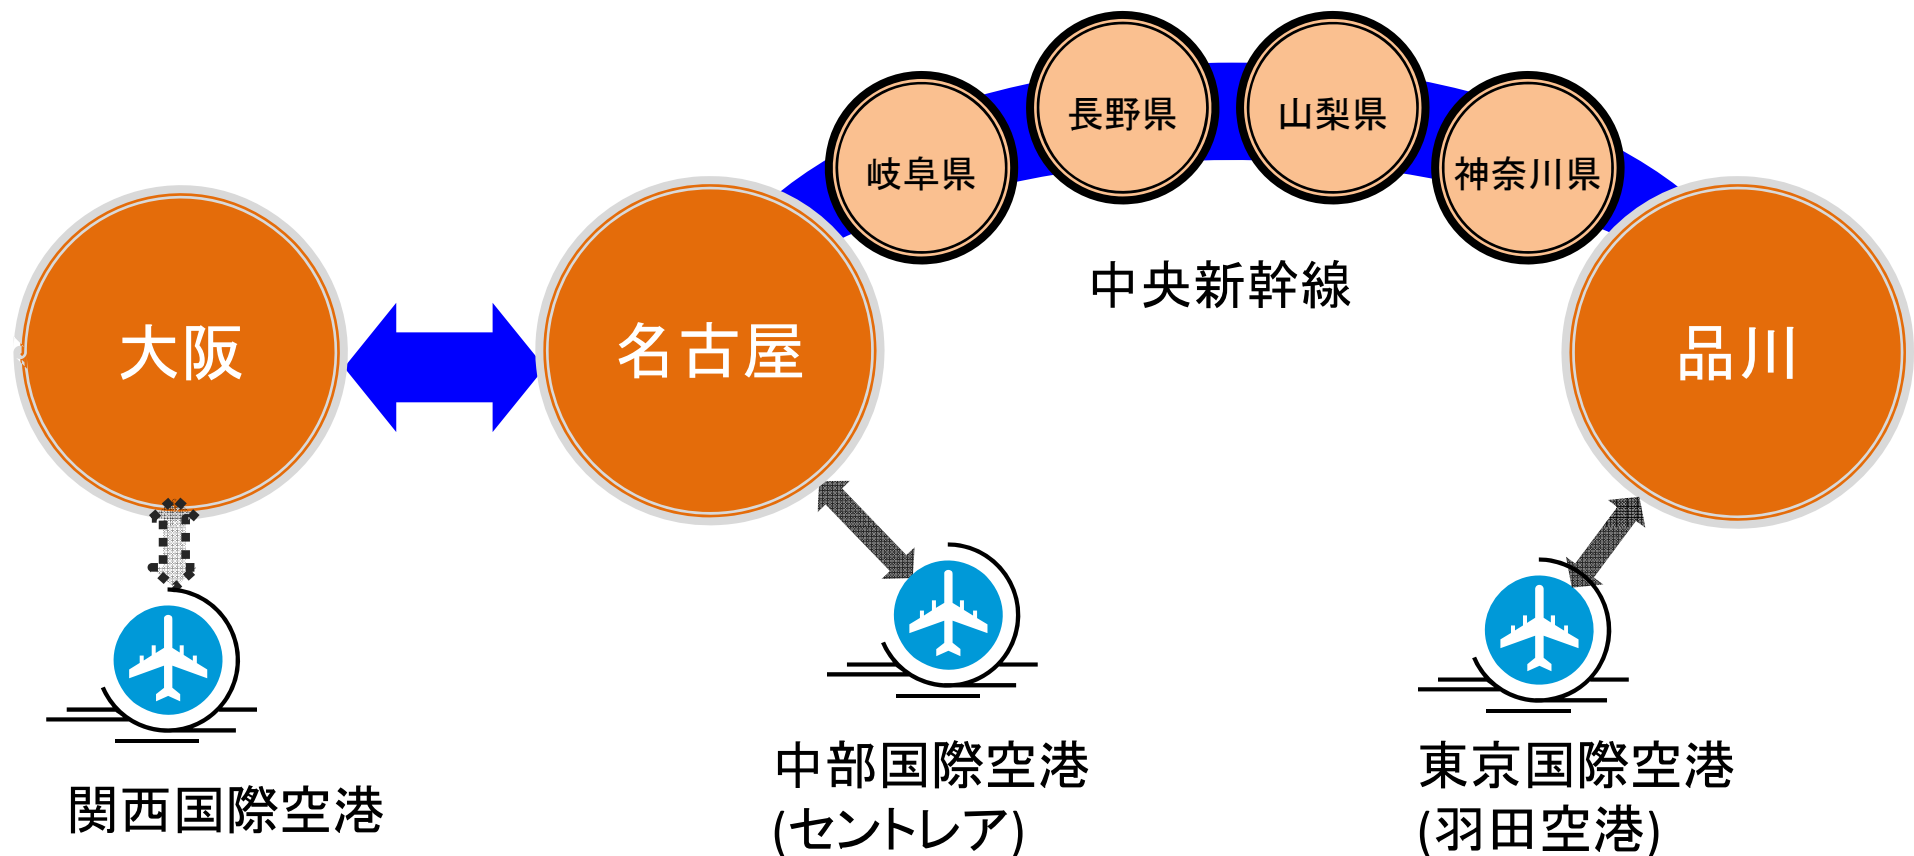 岐阜県
長野県
山梨県
神奈川県
中央新幹線
大阪
名古屋
品川
関西国際空港
中部国際空港
(セントレア)
東京国際空港
(羽田空港)